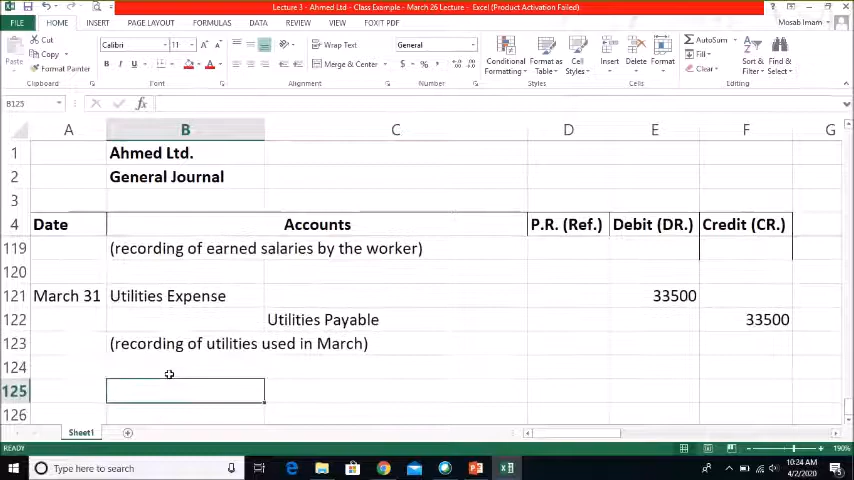 Lecture 3 - Ahmed Ltd - Class Example - March 26 Lecture - Excel (Product Activation Failed)
FILE HOME INSERT PAGE LAYOUT FORMULAS DATA REVIEW VIEW FOXIT PDF Mosab Imam
Cut Calibri 11 Wrap Text General AutoSum
Copy Fill
Paste Format Painter B I U Merge & Center $ % Conditional Formatting Format as Table Cell Styles Insert Delete Format Clear Sort & Filter Find & Select
Clipboard Font Alignment Number Styles Cells Editing
B125 fx
A B C D E F G
1 Ahmed Ltd.
2 General Journal
3
4 Date Accounts P.R. (Ref.) Debit (DR.) Credit (CR.)
119 (recording of earned salaries by the worker)
120
121 March 31 Utilities Expense 33500
122 Utilities Payable 33500
123 (recording of utilities used in March)
124
125
126
Sheet1
READY 190%
Type here to search 10:34 AM
4/2/2020